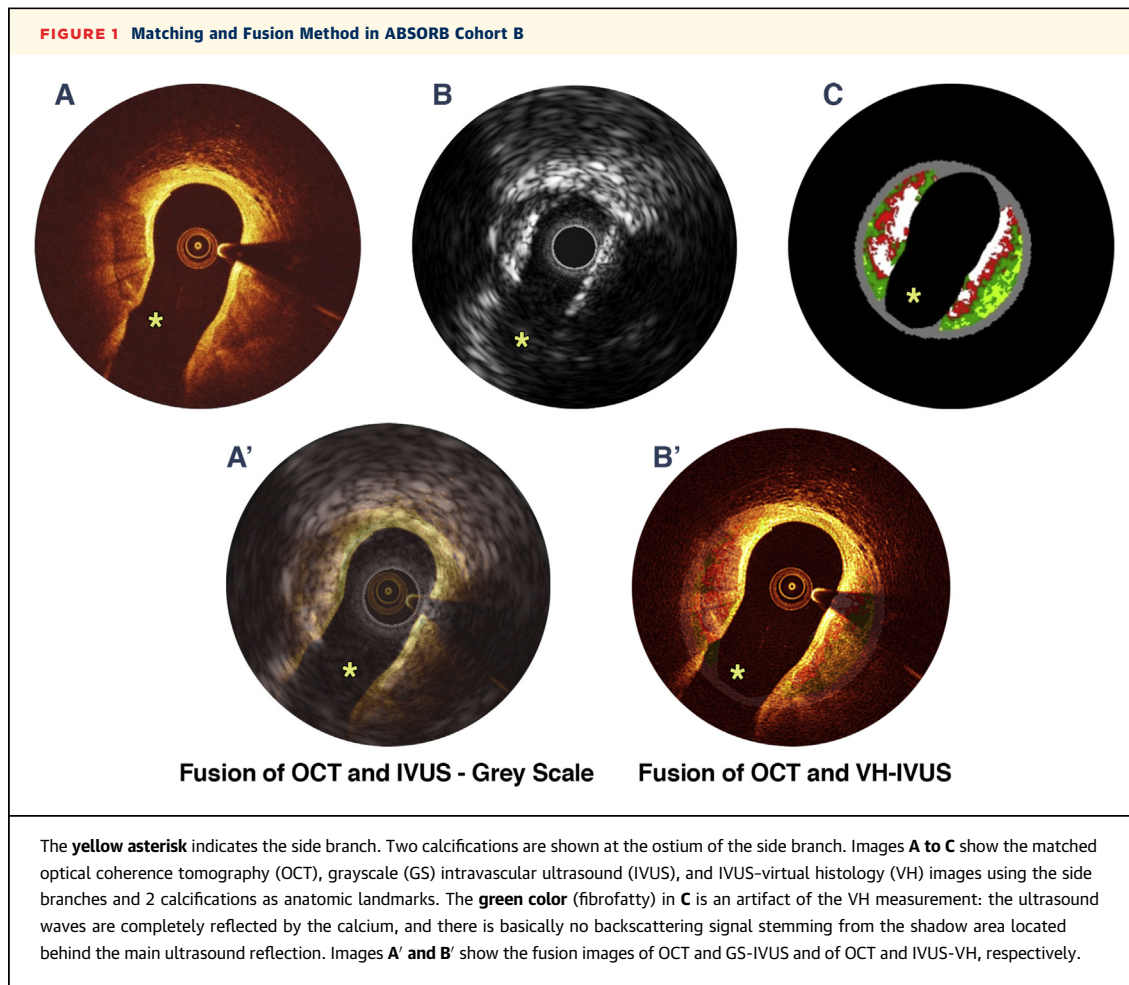 FIGURE 1 Matching and Fusion Method in ABSORB Cohort B
A
B
C
*
*
*
A’
B’
*
*
Fusion of OCT and IVUS - Grey Scale
Fusion of OCT and VH-IVUS
The yellow asterisk indicates the side branch. Two calcifications are shown at the ostium of the side branch. Images A to C show the matched
optical coherence tomography (OCT), grayscale (GS) intravascular ultrasound (IVUS), and IVUS–virtual histology (VH) images using the side
branches and 2 calcifications as anatomic landmarks. The green color (fibrofatty) in C is an artifact of the VH measurement: the ultrasound
waves are completely reflected by the calcium, and there is basically no backscattering signal stemming from the shadow area located
behind the main ultrasound reflection. Images A′ and B′ show the fusion images of OCT and GS-IVUS and of OCT and IVUS-VH, respectively.